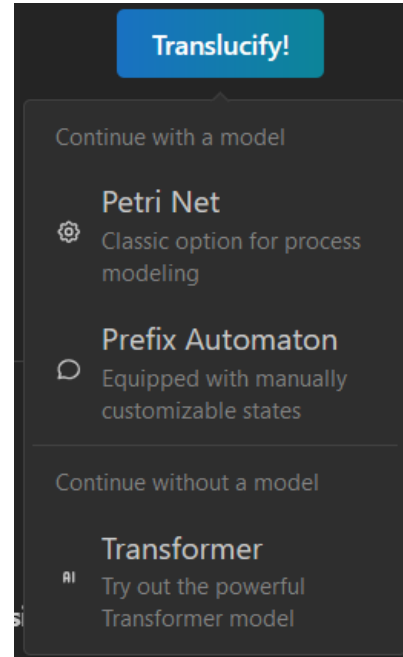 Translucify!
Continue with a model
Petri Net
Classic option for process
modeling
Prefix Automaton
Equipped with manually
customizable states
Continue without a model
Transformer
AI
Try out the powerful
Transformer model
si